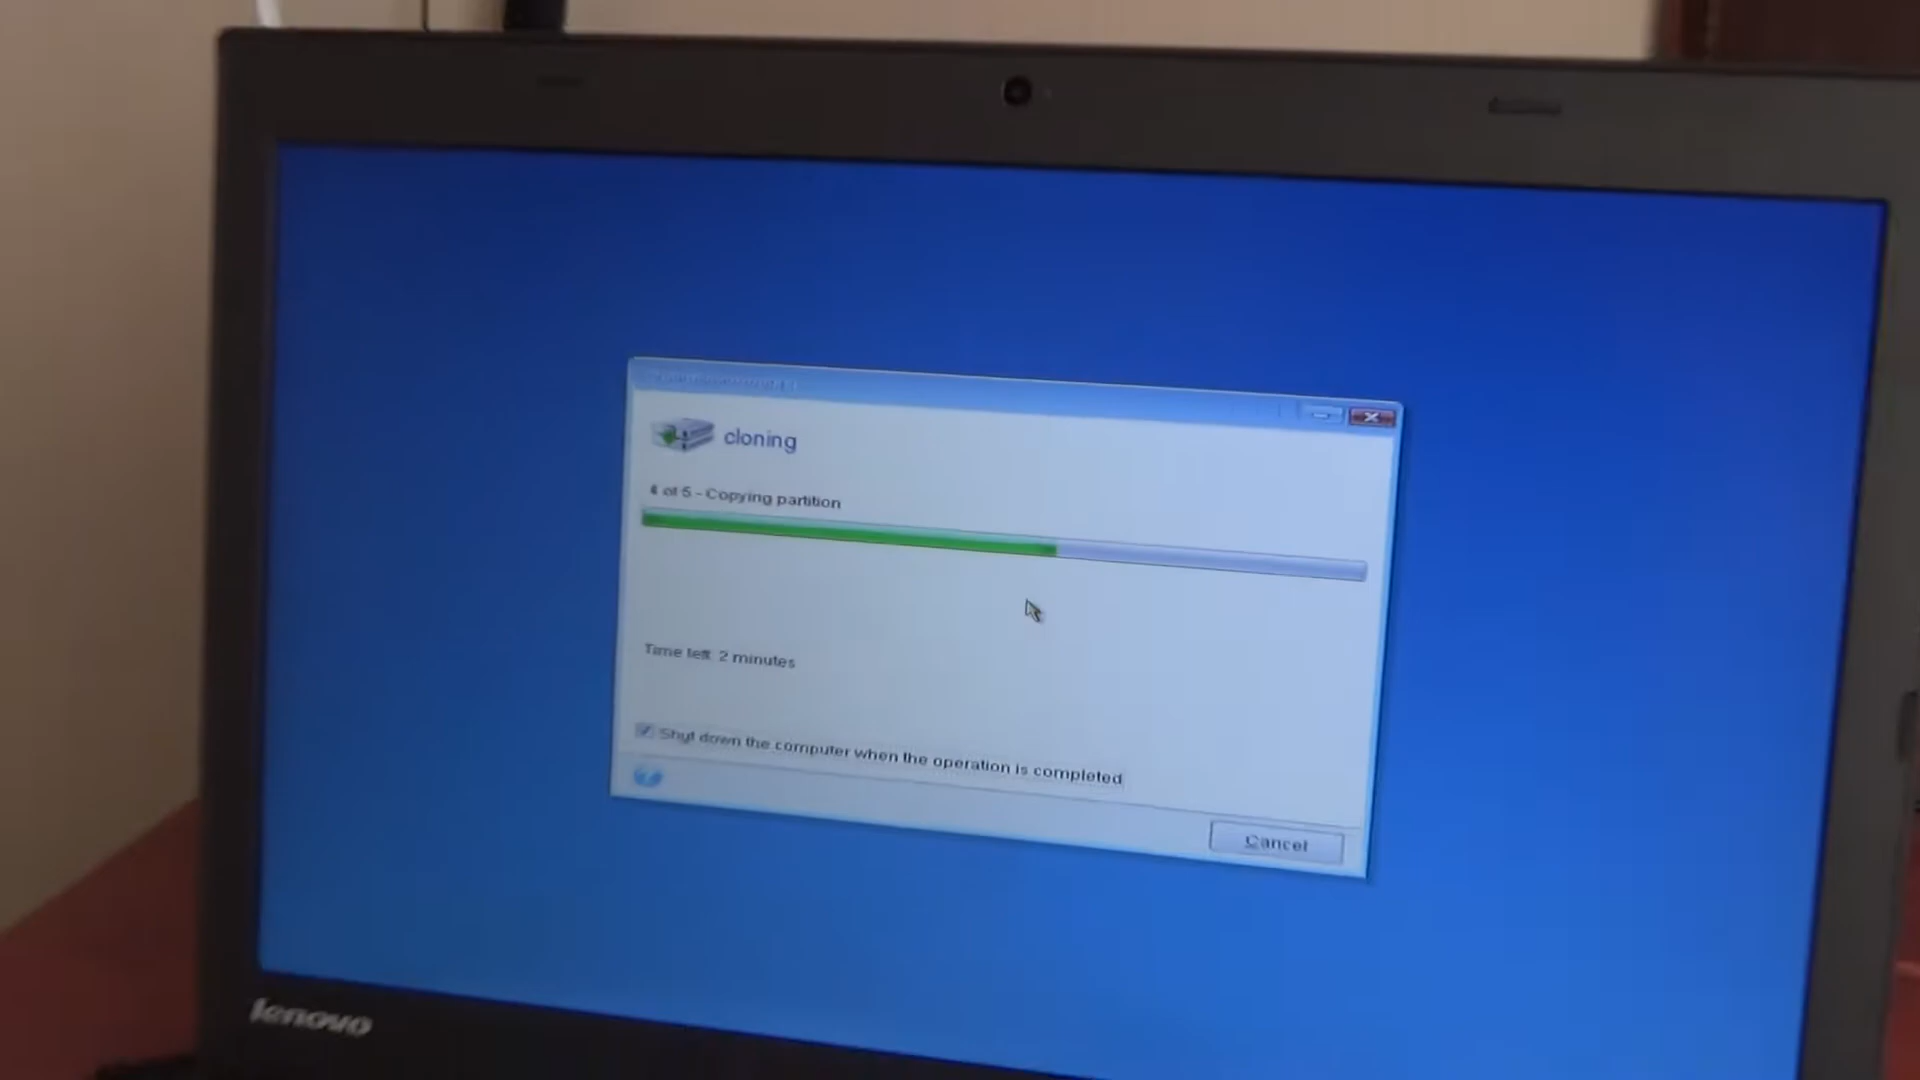 cloning
4 of 5 - Copying partition
Time left: 2 minutes
Shut down the computer when the operation is completed
Cancel
lenovo